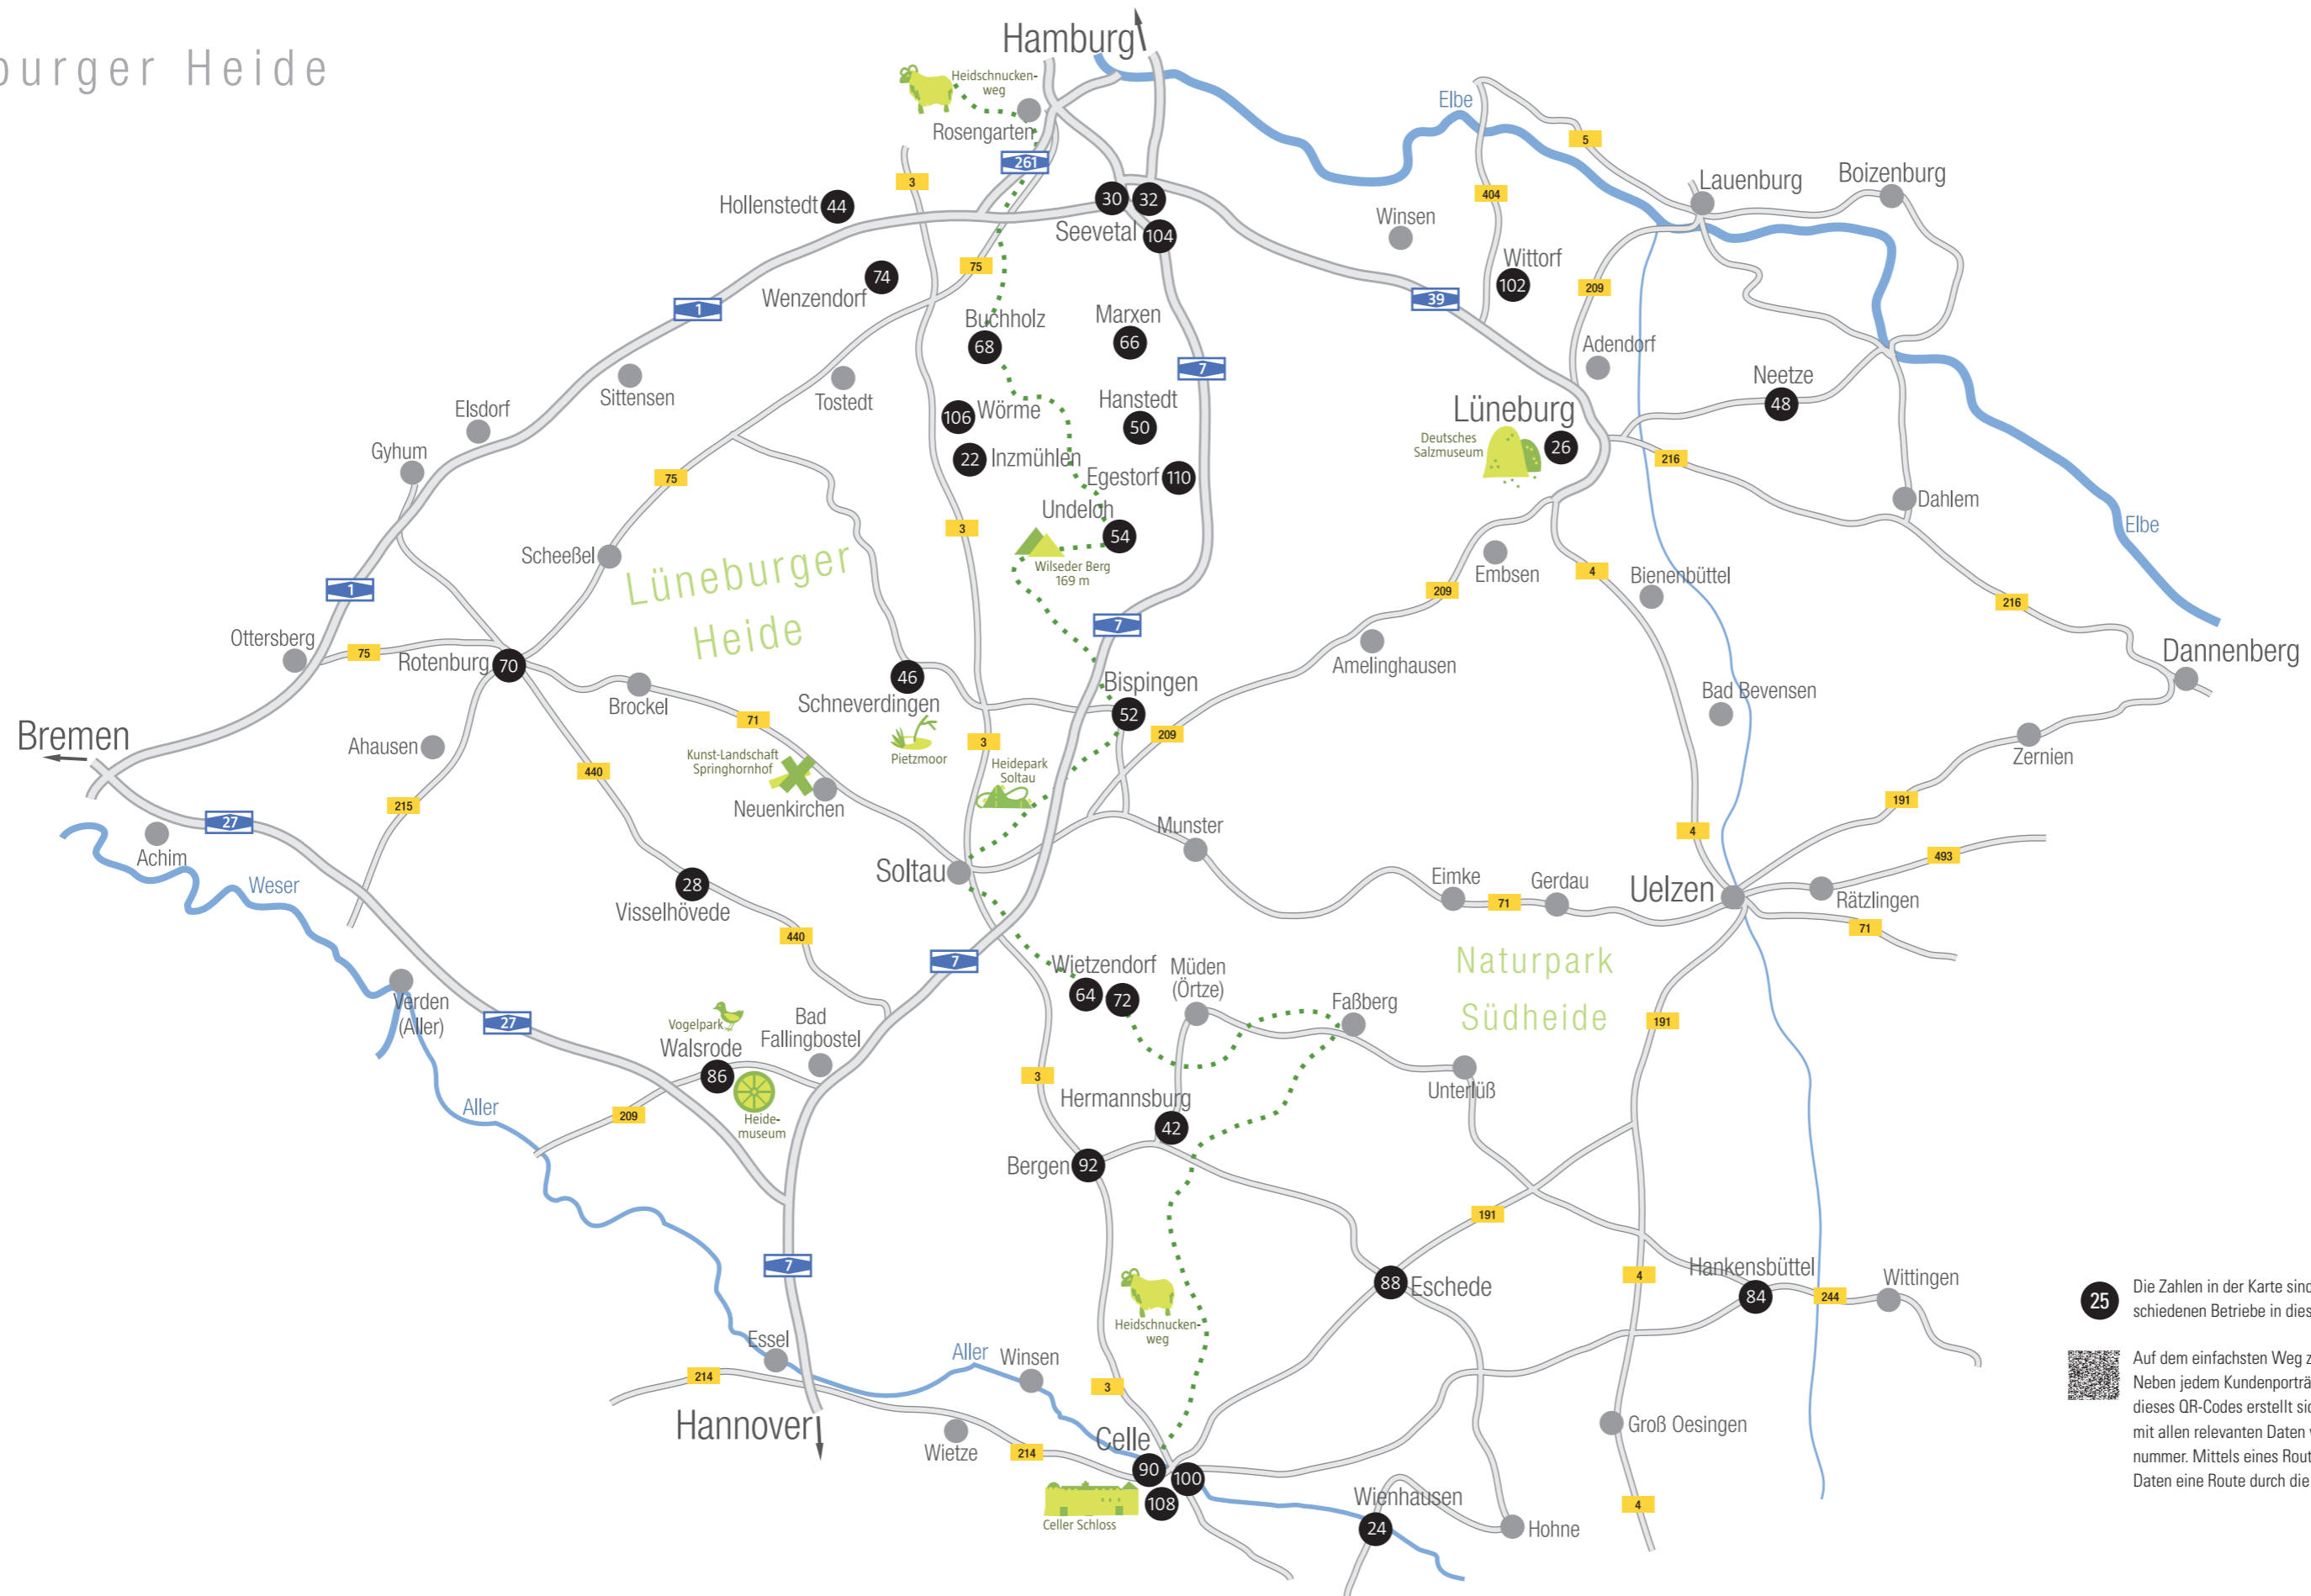 burger Heide
Hamburg
Heidschnucken-
weg
Rosengarten
Elbe
5
261
3
404
Lauenburg
Boizenburg
Hollenstedt 44
30
32
Seevetal
104
Winsen
Wittorf
102
75
74
Wenzendorf
209
39
1
Buchholz
68
Marxen
66
Adendorf
7
Sittensen
Tostedt
Neetze
48
Elsdorf
106 Wörme
Hanstedt
50
Lüneburg
26
Deutsches
Salzmuseum
Gyhum
22 Inzmühlen
216
75
Egestorf 110
Dahlem
Undeloh
54
3
Elbe
Scheeßel
Lüneburger
Heide
Wilseder Berg
169 m
Embsen
4
Bienenbüttel
1
209
216
7
Ottersberg
75
Rotenburg 70
Amelinghausen
Dannenberg
46
Schneverdingen
Bispingen
52
Brockel
Bad Bevensen
71
Bremen
Ahausen
209
3
Zernien
Kunst-Landschaft
Springhornhof
Pietzmoor
Heidepark
Soltau
440
Neuenkirchen
215
191
27
Achim
Munster
4
493
Soltau
Weser
28
Visselhövede
Eimke
71
Gerdau
Uelzen
Rätzlingen
71
440
7
Wietzendorf
64
72
Müden
(Örtze)
Naturpark
Südheide
Faßberg
Verden
(Aller)
27
Vogelpark
Walsrode
86
Bad
Fallingbostel
191
3
Unterlüß
Aller
209
Heide-
museum
Hermannsburg
42
Bergen 92
191
7
4
Hankensbüttel
84
244
Wittingen
88 Eschede
Heidschnucken-
weg
Essel
Aller
Winsen
214
3
Hannover
Wietze
214
Celle
90
100
108
Celler Schloss
Groß Oesingen
Wienhausen
24
Hohne
4
25
Die Zahlen in der Karte sind
schiedenen Betriebe in dies
Auf dem einfachsten Weg z
Neben jedem Kundenporträ
dieses QR-Codes erstellt sic
mit allen relevanten Daten
nummer. Mittels eines Rout
Daten eine Route durch die